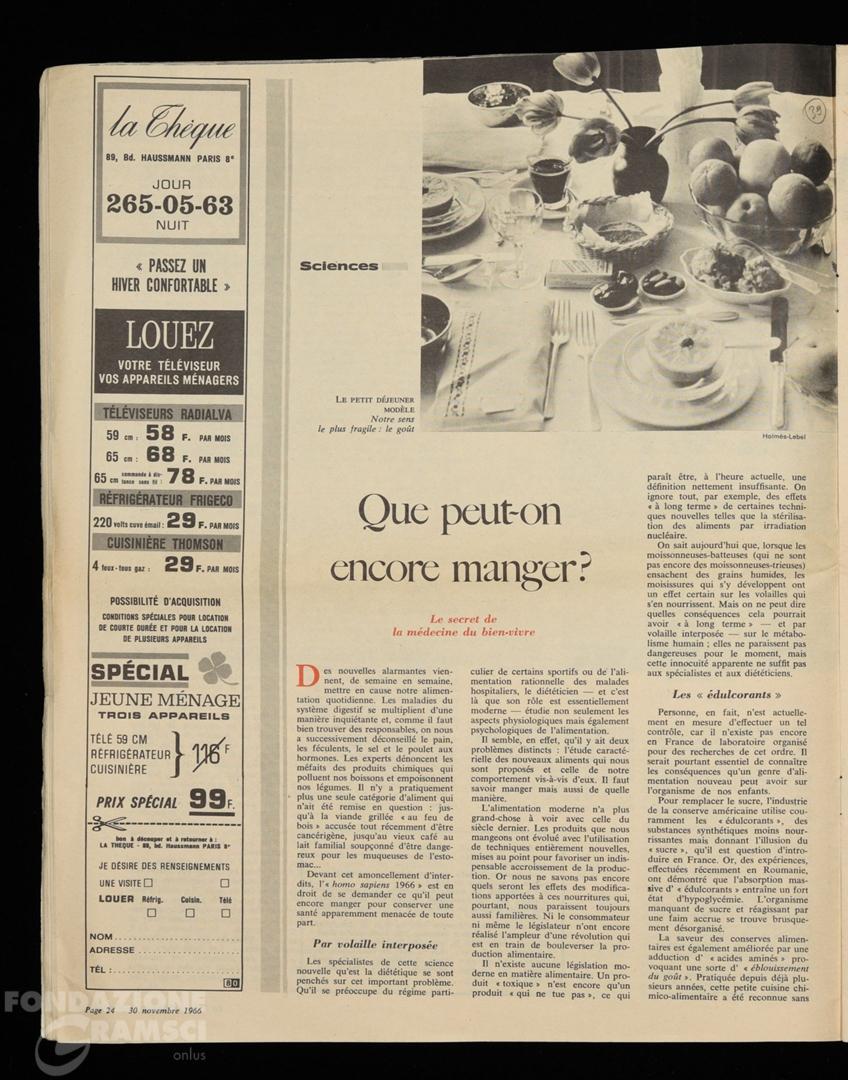 la Thèque
89, Bd. HAUSSMANN PARIS 8e
JOUR
265-05-63
NUIT
« PASSEZ UN
HIVER CONFORTABLE »
LOUEZ
VOTRE TÉLÉVISEUR
VOS APPAREILS MÉNAGERS
TÉLÉVISEURS RADIALVA
59 cm : 58 F. PAR MOIS
65 cm : 68 F. PAR MOIS
65 cm commande à distance sans fil : 78 F. PAR MOIS
RÉFRIGÉRATEUR FRIGECO
220 volts cuve émail : 29 F. PAR MOIS
CUISINIÈRE THOMSON
4 feux-tous gaz : 29 F. PAR MOIS
POSSIBILITÉ D'ACQUISITION
CONDITIONS SPÉCIALES POUR LOCATION
DE COURTE DURÉE ET POUR LA LOCATION
DE PLUSIEURS APPAREILS
SPÉCIAL
JEUNE MÉNAGE
TROIS APPAREILS
TÉLÉ 59 CM
RÉFRIGÉRATEUR
CUISINIÈRE
116 F
PRIX SPÉCIAL 99 F.
bon à découper et à retourner à :
LA THEQUE - 89, bd. Haussmann PARIS 8e
JE DÉSIRE DES RENSEIGNEMENTS
UNE VISITE
LOUER Réfrig. Cuisin. Télé
NOM
ADRESSE
TÉL :
80
Page 24 30 novembre 1966
39
Sciences
LE PETIT DÉJEUNER
MODÈLE
Notre sens
le plus fragile : le goût
Holmès-Lebel
Que peut-on
encore manger?
Le secret de
la médecine du bien-vivre
Des nouvelles alarmantes vien-
nent, de semaine en semaine,
mettre en cause notre alimen-
tation quotidienne. Les maladies du
système digestif se multiplient d'une
manière inquiétante et, comme il faut
bien trouver des responsables, on nous
a successivement déconseillé le pain,
les féculents, le sel et le poulet aux
hormones. Les experts dénoncent les
méfaits des produits chimiques qui
polluent nos boissons et empoisonnent
nos légumes. Il n'y a pratiquement
plus une seule catégorie d'aliment qui
n'ait été remise en question : jus-
qu'à la viande grillée « au feu de
bois » accusée tout récemment d'être
cancérigène, jusqu'au vieux café au
lait familial soupçonné d'être dange-
reux pour les muqueuses de l'esto-
mac...
Devant cet amoncellement d'inter-
dits, l'« homo sapiens 1966 » est en
droit de se demander ce qu'il peut
encore manger pour conserver une
santé apparemment menacée de toute
part.
Par volaille interposée
Les spécialistes de cette science
nouvelle qu'est la diététique se sont
penchés sur cet important problème.
Qu'il se préoccupe du régime parti-
culier de certains sportifs ou de l'ali-
mentation rationnelle des malades
hospitaliers, le diététicien — et c'est
là que son rôle est essentiellement
moderne — étudie non seulement les
aspects physiologiques mais également
psychologiques de l'alimentation.
Il semble, en effet, qu'il y ait deux
problèmes distincts : l'étude caracté-
rielle des nouveaux aliments qui nous
sont proposés et celle de notre
comportement vis-à-vis d'eux. Il faut
savoir manger mais aussi de quelle
manière.
L'alimentation moderne n'a plus
grand-chose à voir avec celle du
siècle dernier. Les produits que nous
mangeons ont évolué avec l'utilisation
de techniques entièrement nouvelles,
mises au point pour favoriser un indis-
pensable accroissement de la produc-
tion. Or nous ne savons pas encore
quels seront les effets des modifica-
tions apportées à ces nourritures qui,
pourtant, nous paraissent toujours
aussi familières. Ni le consommateur
ni même le législateur n'ont encore
réalisé l'ampleur d'une révolution qui
est en train de bouleverser la pro-
duction alimentaire.
Il n'existe aucune législation mo-
derne en matière alimentaire. Un pro-
duit « toxique » n'est encore qu'un
produit « qui ne tue pas », ce qui
paraît être, à l'heure actuelle, une
définition nettement insuffisante. On
ignore tout, par exemple, des effets
« à long terme » de certaines techni-
ques nouvelles telles que la stérilisa-
tion des aliments par irradiation
nucléaire.
On sait aujourd'hui que, lorsque les
moissonneuses-batteuses (qui ne sont
pas encore des moissonneuses-trieuses)
ensachent des grains humides, les
moisissures qui s'y développent ont
un effet certain sur les volailles qui
s'en nourrissent. Mais on ne peut dire
quelles conséquences cela pourrait
avoir « à long terme » — et par
volaille interposée — sur le métabo-
lisme humain ; elles ne paraissent pas
dangereuses pour le moment, mais
cette innocuité apparente ne suffit pas
aux spécialistes et aux diététiciens.
Les « édulcorants »
Personne, en fait, n'est actuelle-
ment en mesure d'effectuer un tel
contrôle, car il n'existe pas encore
en France de laboratoire organisé
pour des recherches de cet ordre. Il
serait pourtant essentiel de connaître
les conséquences qu'un genre d'ali-
mentation nouveau peut avoir sur
l'organisme de nos enfants.
Pour remplacer le sucre, l'industrie
de la conserve américaine utilise cou-
ramment les « édulcorants », des
substances synthétiques moins nour-
rissantes mais donnant l'illusion du
« sucre », qu'il est question d'intro-
duire en France. Or, des expériences,
effectuées récemment en Roumanie,
ont démontré que l'absorption mas-
sive d' « édulcorants » entraîne un fort
état d'hypoglycémie. L'organisme
manquant de sucre et réagissant par
une faim accrue se trouve brusque-
ment désorganisé.
La saveur des conserves alimen-
taires est également améliorée par une
adduction d' « acides aminés » pro-
voquant une sorte d' « éblouissement
du goût ». Pratiquée depuis déjà plu-
sieurs années, cette petite cuisine chi-
mico-alimentaire a été reconnue sans
FONDAZIONE
GRAMSCI
onlus